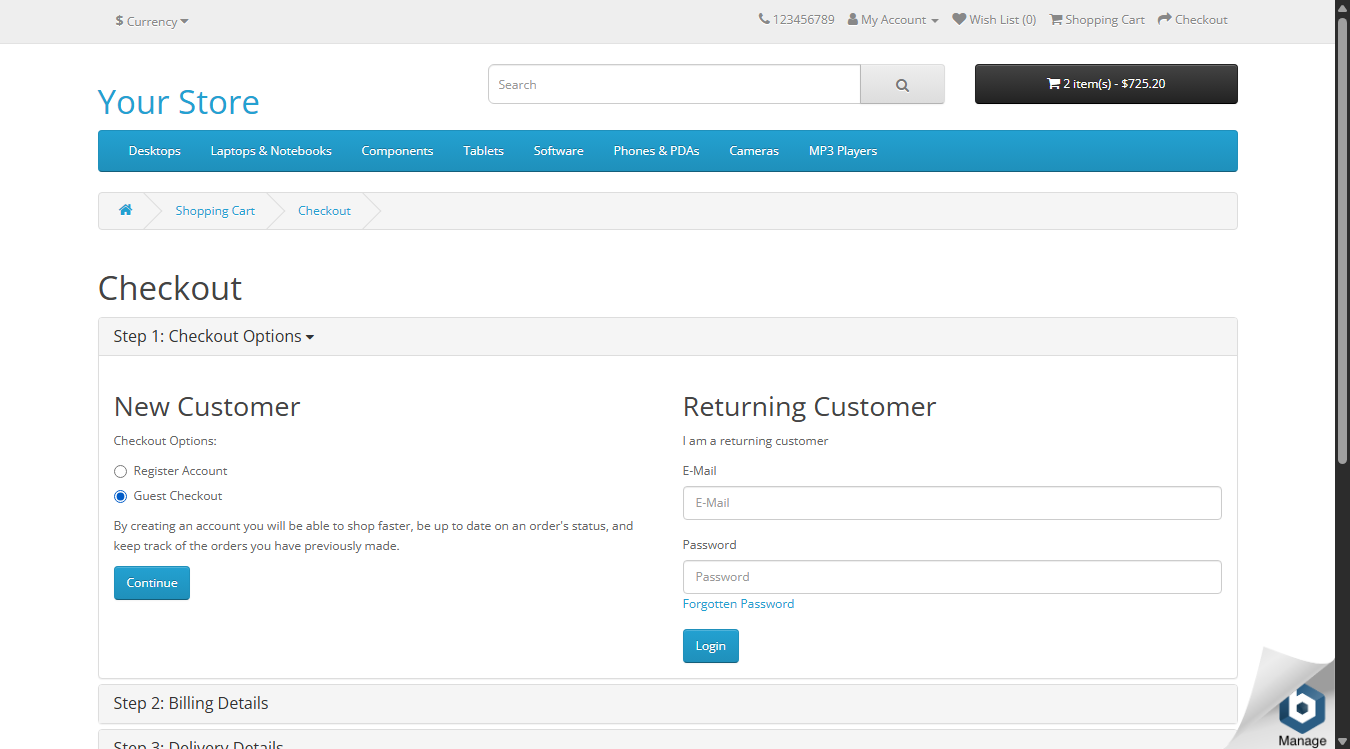 $ Currency
123456789 My Account Wish List (0) Shopping Cart Checkout
Your Store
Search
2 item(s) - $725.20
Desktops Laptops & Notebooks Components Tablets Software Phones & PDAs Cameras MP3 Players
Shopping Cart Checkout
Checkout
Step 1: Checkout Options
New Customer
Checkout Options:
Register Account
Guest Checkout
By creating an account you will be able to shop faster, be up to date on an order's status, and
keep track of the orders you have previously made.
Continue
Returning Customer
I am a returning customer
E-Mail
E-Mail
Password
Password
Forgotten Password
Login
Step 2: Billing Details
Step 3: Delivery Details
Manage